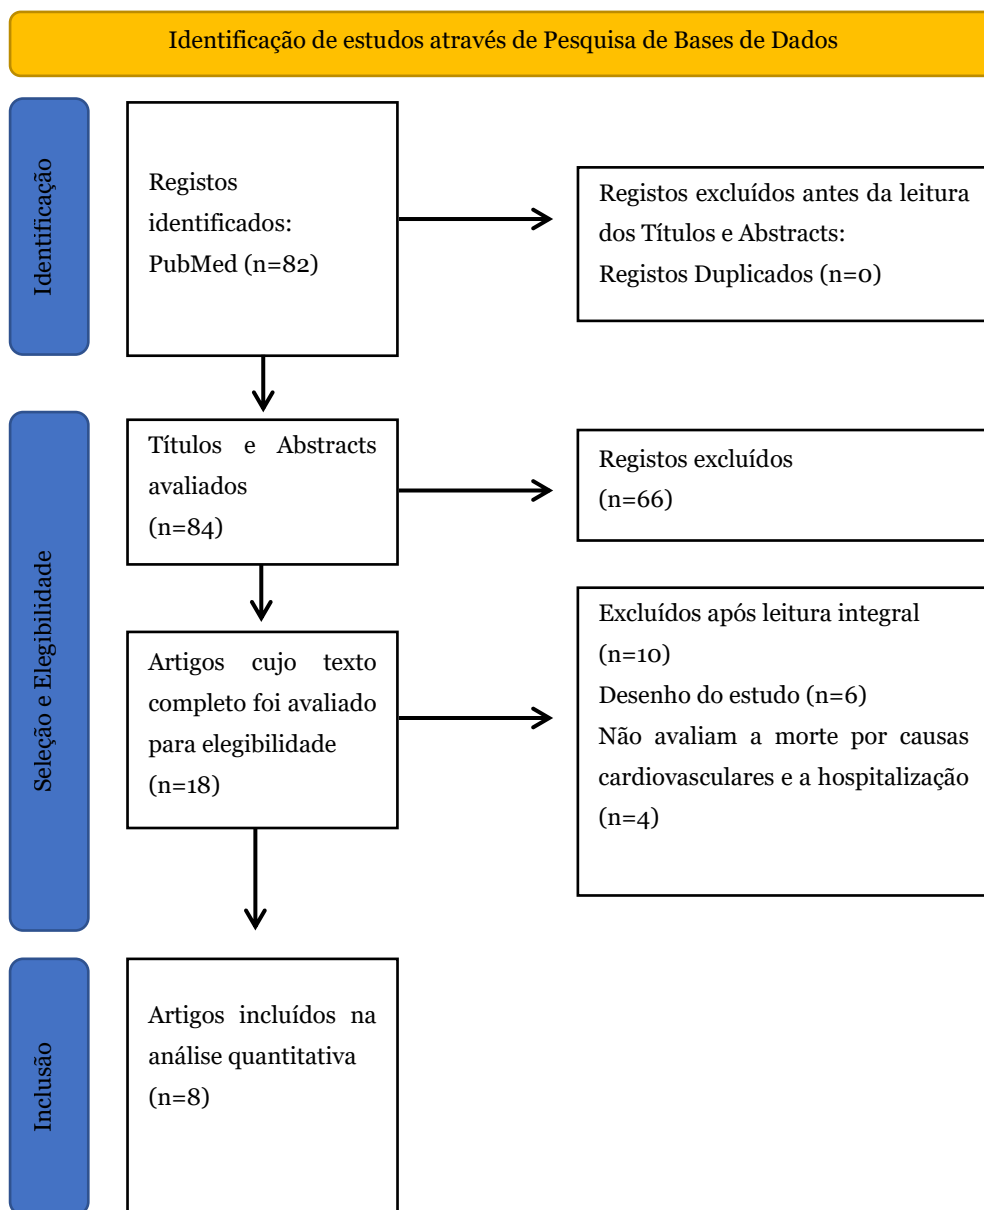 Identificação de estudos através de Pesquisa de Bases de Dados
Identificação
Registos
identificados:
PubMed (n=82)
Registos excluídos antes da leitura
dos Títulos e Abstracts:
Registos Duplicados (n=0)
Seleção e Elegibilidade
Títulos e Abstracts
avaliados
(n=84)
Registos excluídos
(n=66)
Artigos cujo texto
completo foi avaliado
para elegibilidade
(n=18)
Excluídos após leitura integral
(n=10)
Desenho do estudo (n=6)
Não avaliam a morte por causas
cardiovasculares e a hospitalização
(n=4)
Inclusão
Artigos incluídos na
análise quantitativa
(n=8)